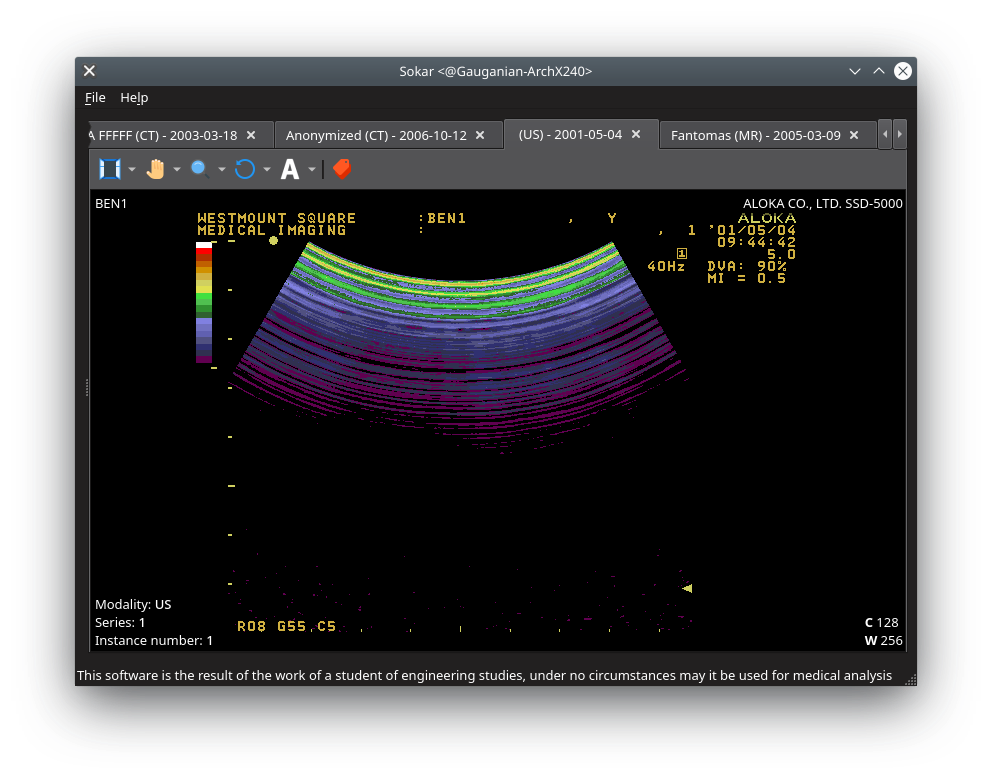 Sokar <@Gauganian-ArchX240>
File Help
A FFFFF (CT) - 2003-03-18 Anonymized (CT) - 2006-10-12 (US) - 2001-05-04 Fantomas (MR) - 2005-03-09
A
BEN1 ALOKA CO., LTD. SSD-5000
WESTMOUNT SQUARE :BEN1 , Y ALOKA
MEDICAL IMAGING : , 1 '01/05/04
09:44:42
1 5.0
40Hz DVA: 90%
MI = 0.5
Modality: US
Series: 1 C 128
R08 G55 C5
Instance number: 1 W 256
This software is the result of the work of a student of engineering studies, under no circumstances may it be used for medical analysis